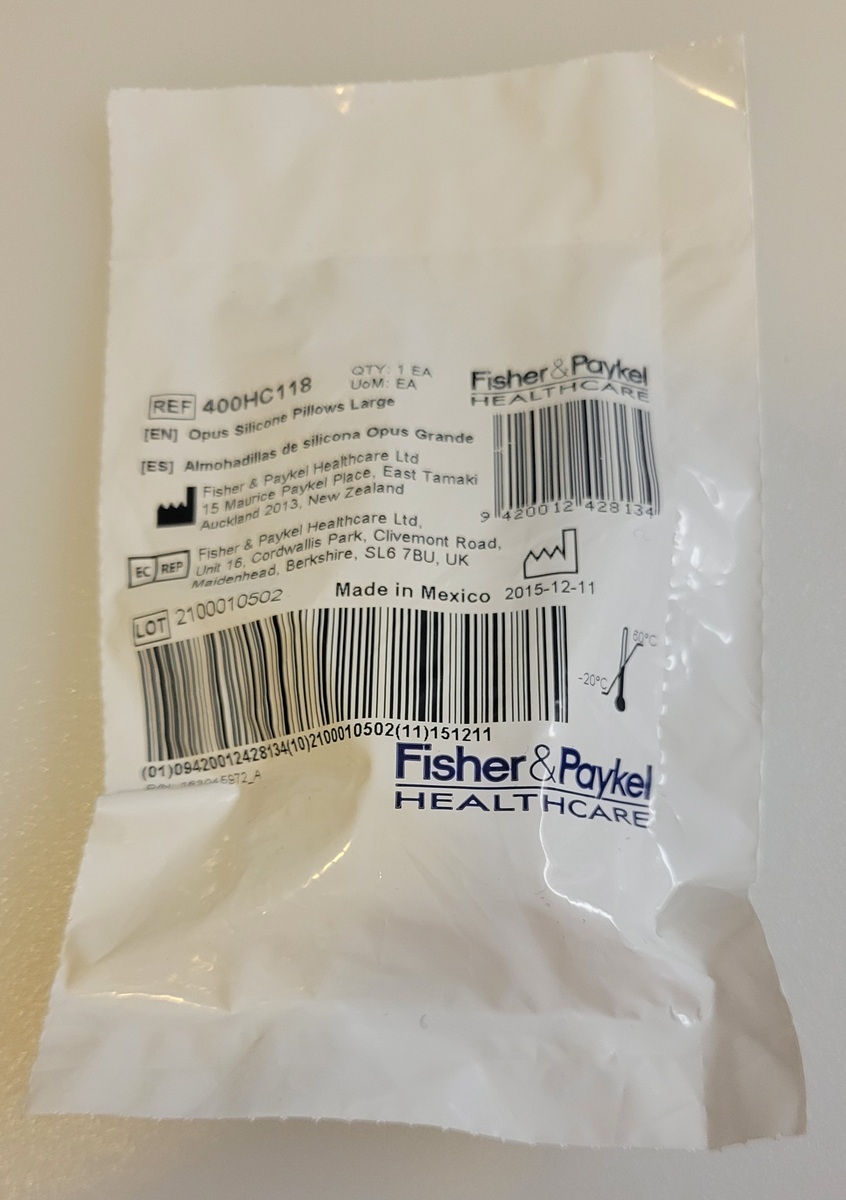 REF 400HC118
QTY: 1 EA
UoM: EA
[EN] Opus Silicone Pillows Large
[ES] Almohadillas de silicona Opus Grande
Fisher & Paykel Healthcare Ltd
15 Maurice Paykel Place, East Tamaki
Auckland 2013, New Zealand
Fisher&Paykel
HEALTHCARE
9 420012 428134
EC REP
Fisher & Paykel Healthcare Ltd,
Unit 16, Cordwallis Park, Clivemont Road,
Maidenhead, Berkshire, SL6 7BU, UK
LOT 2100010502
Made in Mexico
2015-12-11
60°C
-20°C
(01)09420012428134(10)2100010502(11)151211
Fisher&Paykel
HEALTHCARE